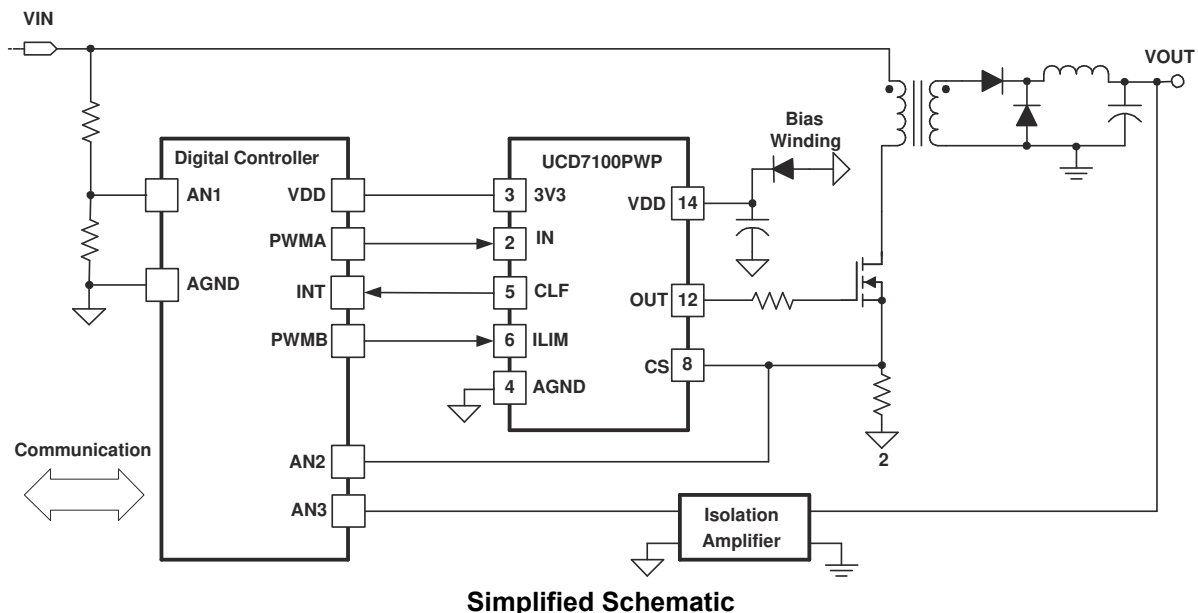 VIN
VOUT
Bias
Winding
Digital Controller
UCD7100PWP
AN1
VDD
3
3V3
VDD
14
PWMA
2
IN
AGND
INT
5
CLF
OUT
12
PWMB
6
ILIM
CS
8
4
AGND
2
Communication
AN2
AN3
Isolation
Amplifier
Simplified Schematic